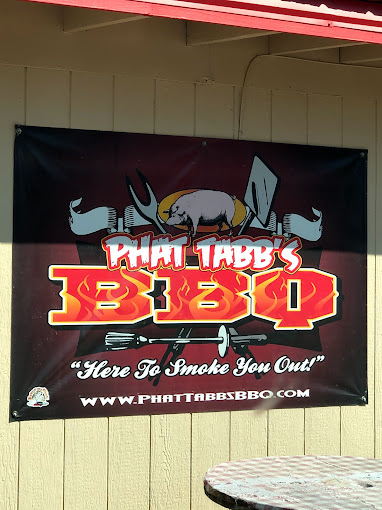 PHAT TABB'S
BBQ
"Here To Smoke You Out!"
WWW.PHATTABBSBBQ.COM